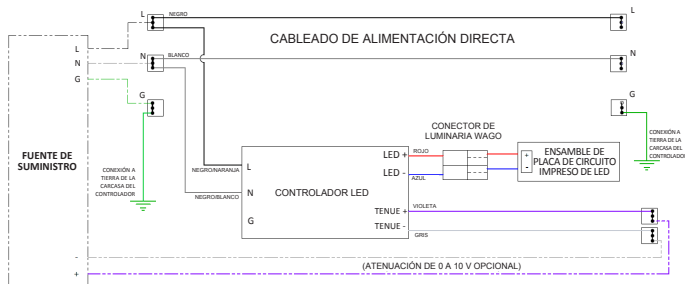 L
NEGRO
L
CABLEADO DE ALIMENTACIÓN DIRECTA
L
N
BLANCO
N
N
G
G
G
CONECTOR DE
LUMINARIA WAGO
FUENTE DE
SUMINISTRO
CONEXIÓN A
TIERRA DE LA
CARCASA DEL
CONTROLADOR
NEGRO/NARANJA
L
LED +
ROJO
+
-
ENSAMBLE DE
PLACA DE CIRCUITO
IMPRESO DE LED
CONEXIÓN A
TIERRA DE LA
CARCASA DEL
CONTROLADOR
LED -
AZUL
NEGRO/BLANCO
N
CONTROLADOR LED
G
TENUE +
VIOLETA
TENUE -
GRIS
-
+
(ATENUACIÓN DE 0 A 10 V OPCIONAL)